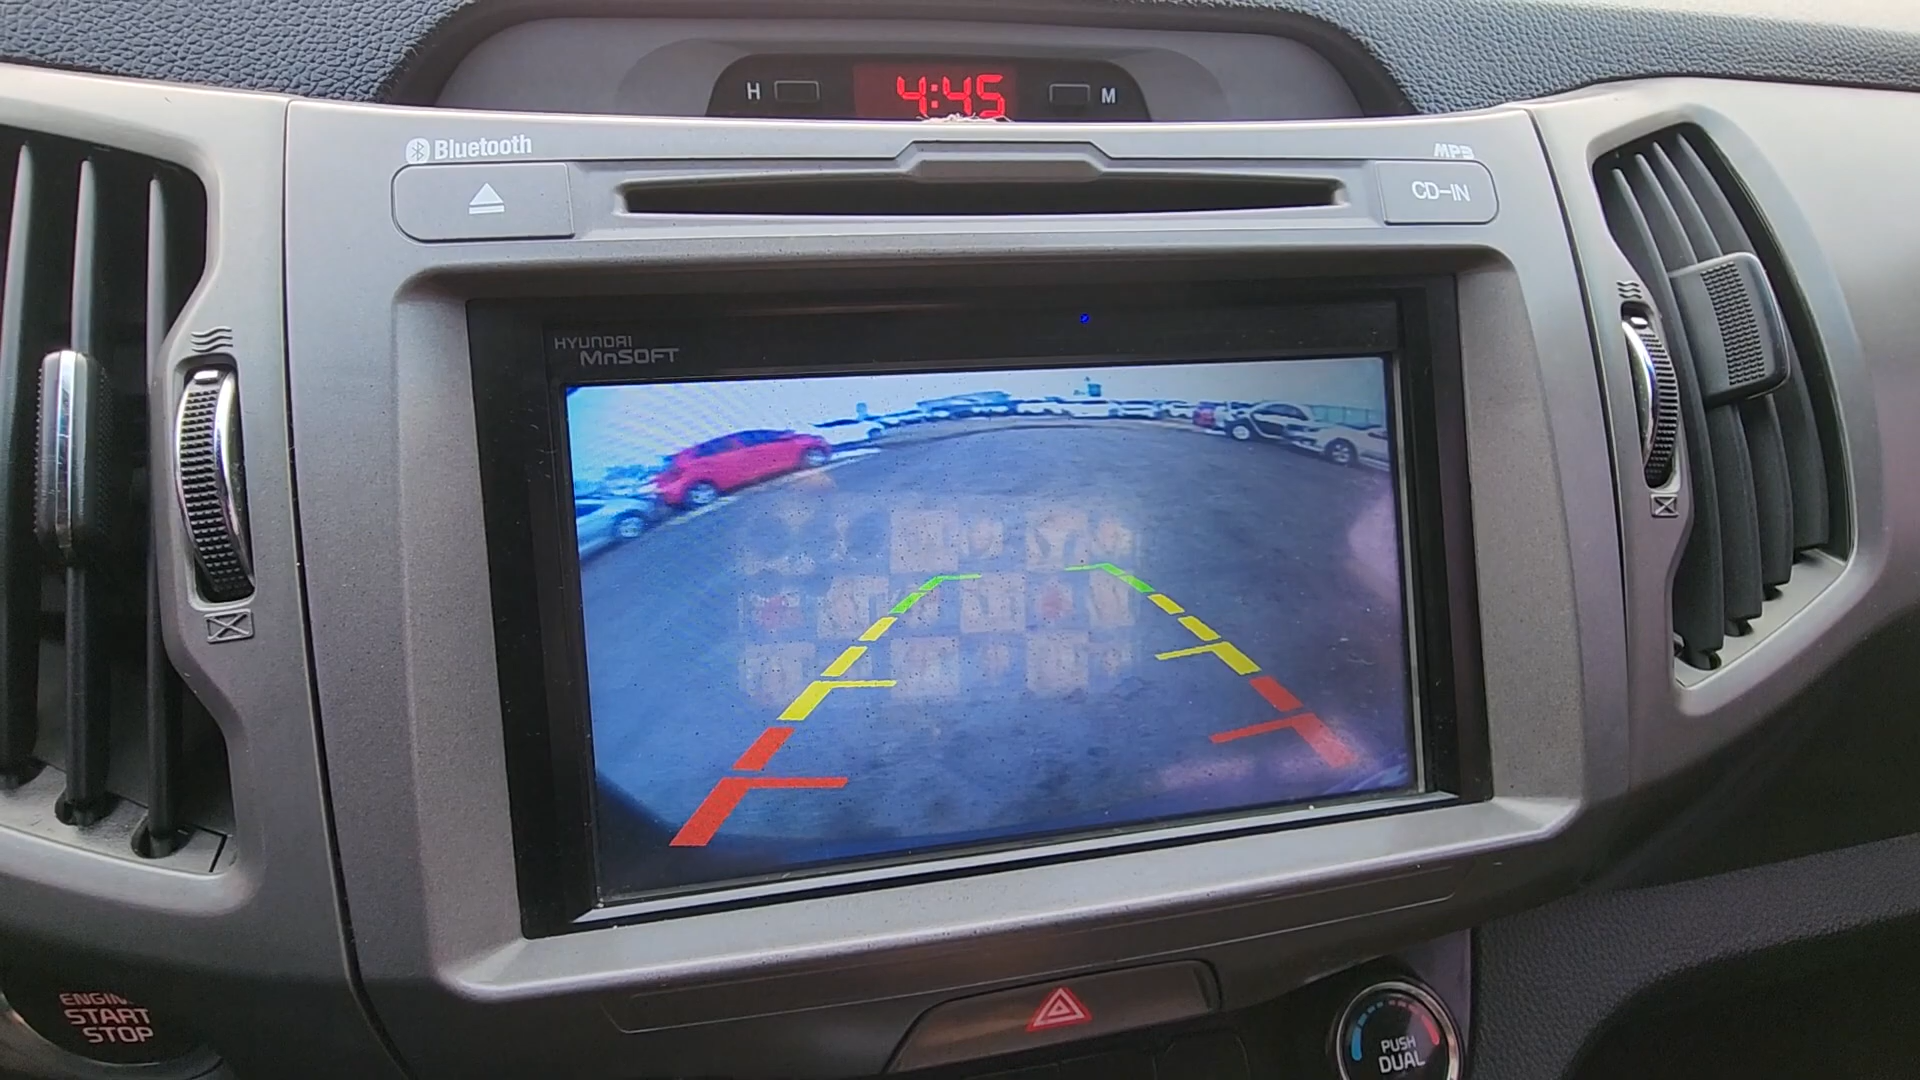 H 4:45 M
Bluetooth
MP3
CD-IN
HYUNDAI
MnSOFT
ENGINE
START
STOP
PUSH
DUAL